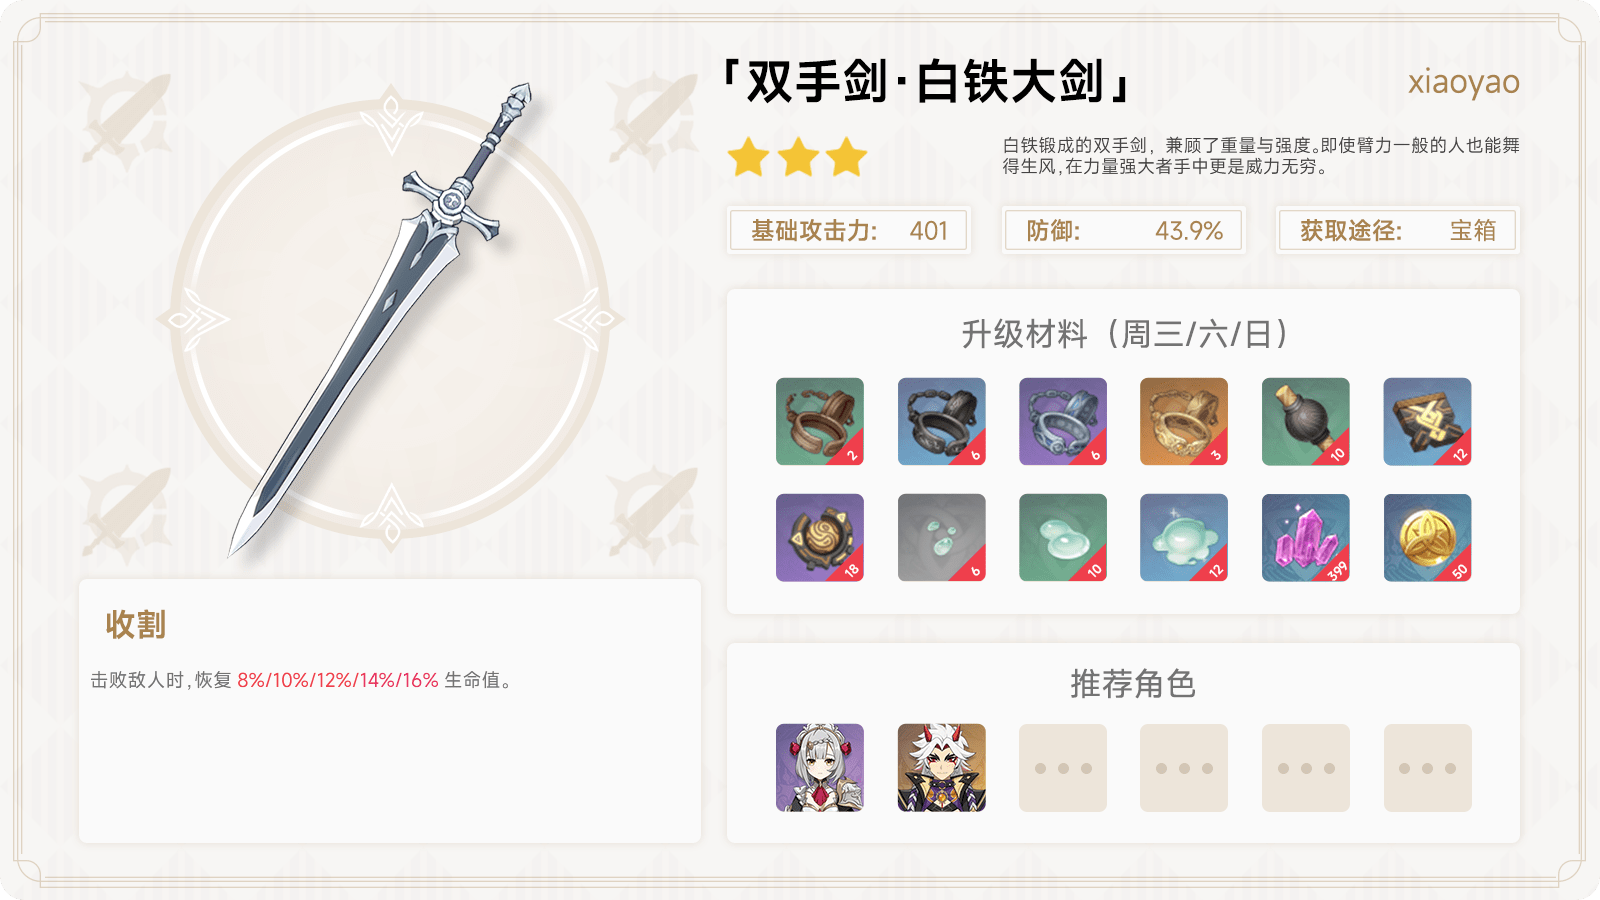 「双手剑·白铁大剑」
xiaoyao
白铁锻成的双手剑，兼顾了重量与强度。即使臂力一般的人也能舞
得生风，在力量强大者手中更是威力无穷。
基础攻击力: 401
防御: 43.9%
获取途径: 宝箱
升级材料（周三/六/日）
2 6 6 3 10 12
18 6 10 12 399 50
收割
击败敌人时，恢复 8%/10%/12%/14%/16% 生命值。
推荐角色